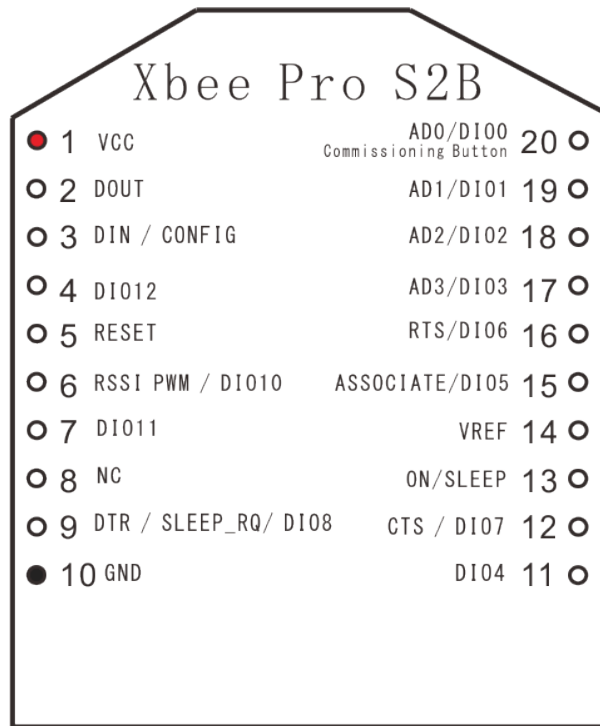 Xbee Pro S2B
1 VCC
2 DOUT
3 DIN / CONFIG
4 DIO12
5 RESET
6 RSSI PWM / DIO10
7 DIO11
8 NC
9 DTR / SLEEP_RQ/ DIO8
10 GND
AD0/DIO0 20
Commissioning Button
AD1/DIO1 19
AD2/DIO2 18
AD3/DIO3 17
RTS/DIO6 16
ASSOCIATE/DIO5 15
VREF 14
ON/SLEEP 13
CTS / DIO7 12
DIO4 11